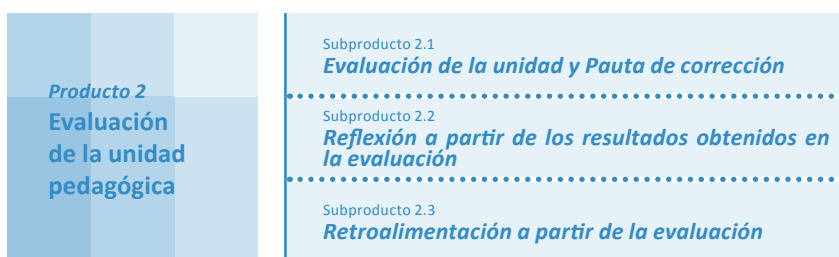 Producto 2
Evaluación
de la unidad
pedagógica
Subproducto 2.1
Evaluación de la unidad y Pauta de corrección
Subproducto 2.2
Reflexión a partir de los resultados obtenidos en
la evaluación
Subproducto 2.3
Retroalimentación a partir de la evaluación